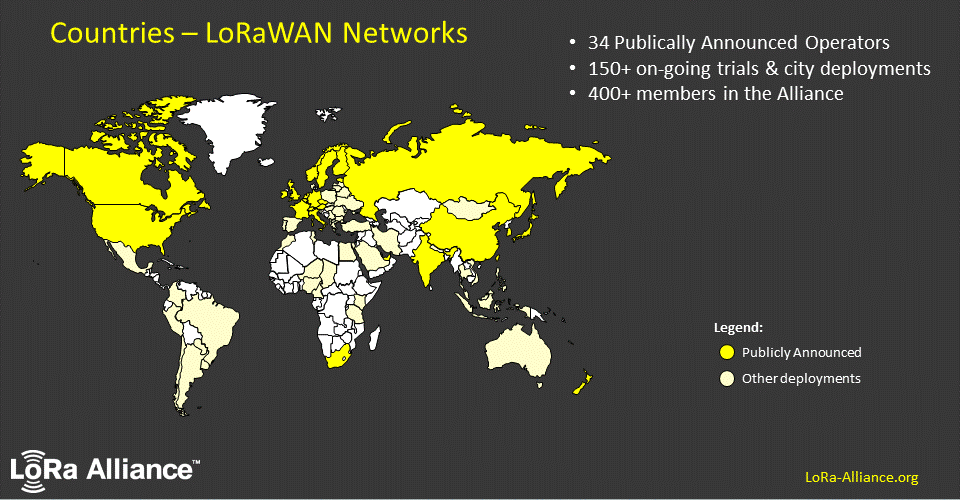 Countries – LoRaWAN Networks
• 34 Publically Announced Operators
• 150+ on-going trials & city deployments
• 400+ members in the Alliance
Legend:
Publicly Announced
Other deployments
LoRa Alliance™
LoRa-Alliance.org